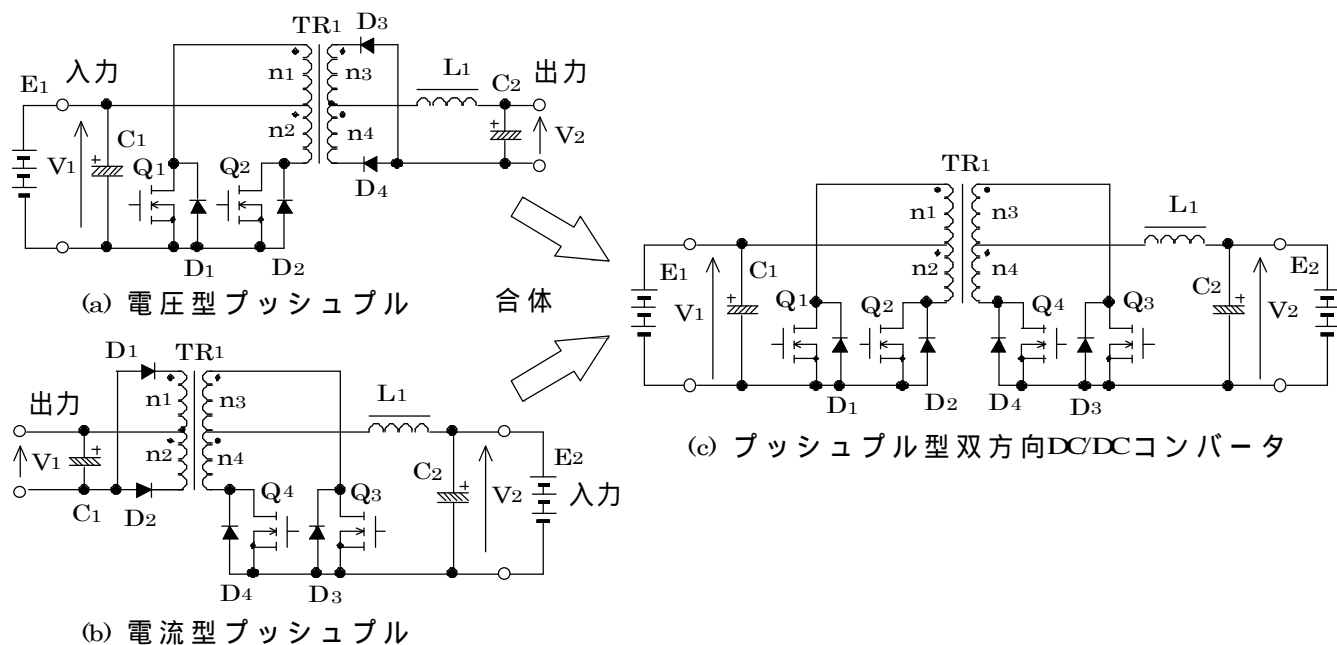 TR1
D3
入力
E1
n1
n3
L1
C2
出力
C1
n2
n4
V1
V2
Q1
Q2
D4
D1
D2
(a) 電圧型プッシュプル
合体
TR1
D1
n1
n3
出力
L1
n2
n4
V1
C1
D2
Q4
Q3
C2
V2
E2
入力
D4
D3
(b) 電流型プッシュプル
TR1
n1
n3
L1
E1
C1
n2
n4
E2
Q1
Q2
Q4
Q3
C2
V1
V2
D1
D2
D4
D3
(c) プッシュプル型双方向DC/DCコンバータ